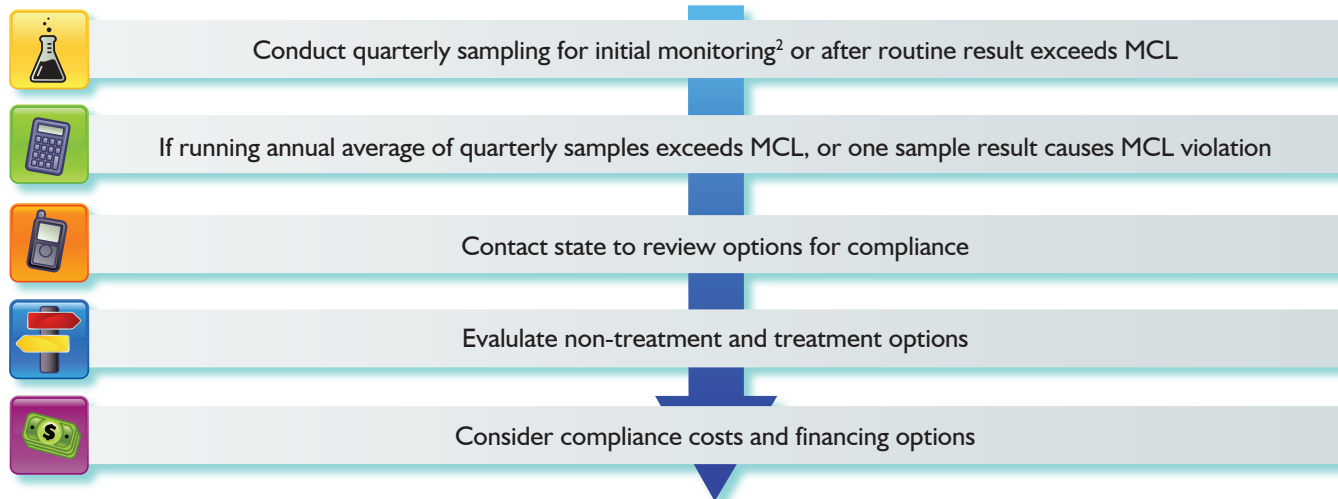 Conduct quarterly sampling for initial monitoring² or after routine result exceeds MCL
If running annual average of quarterly samples exceeds MCL, or one sample result causes MCL violation
Contact state to review options for compliance
Evalulate non-treatment and treatment options
$
Consider compliance costs and financing options